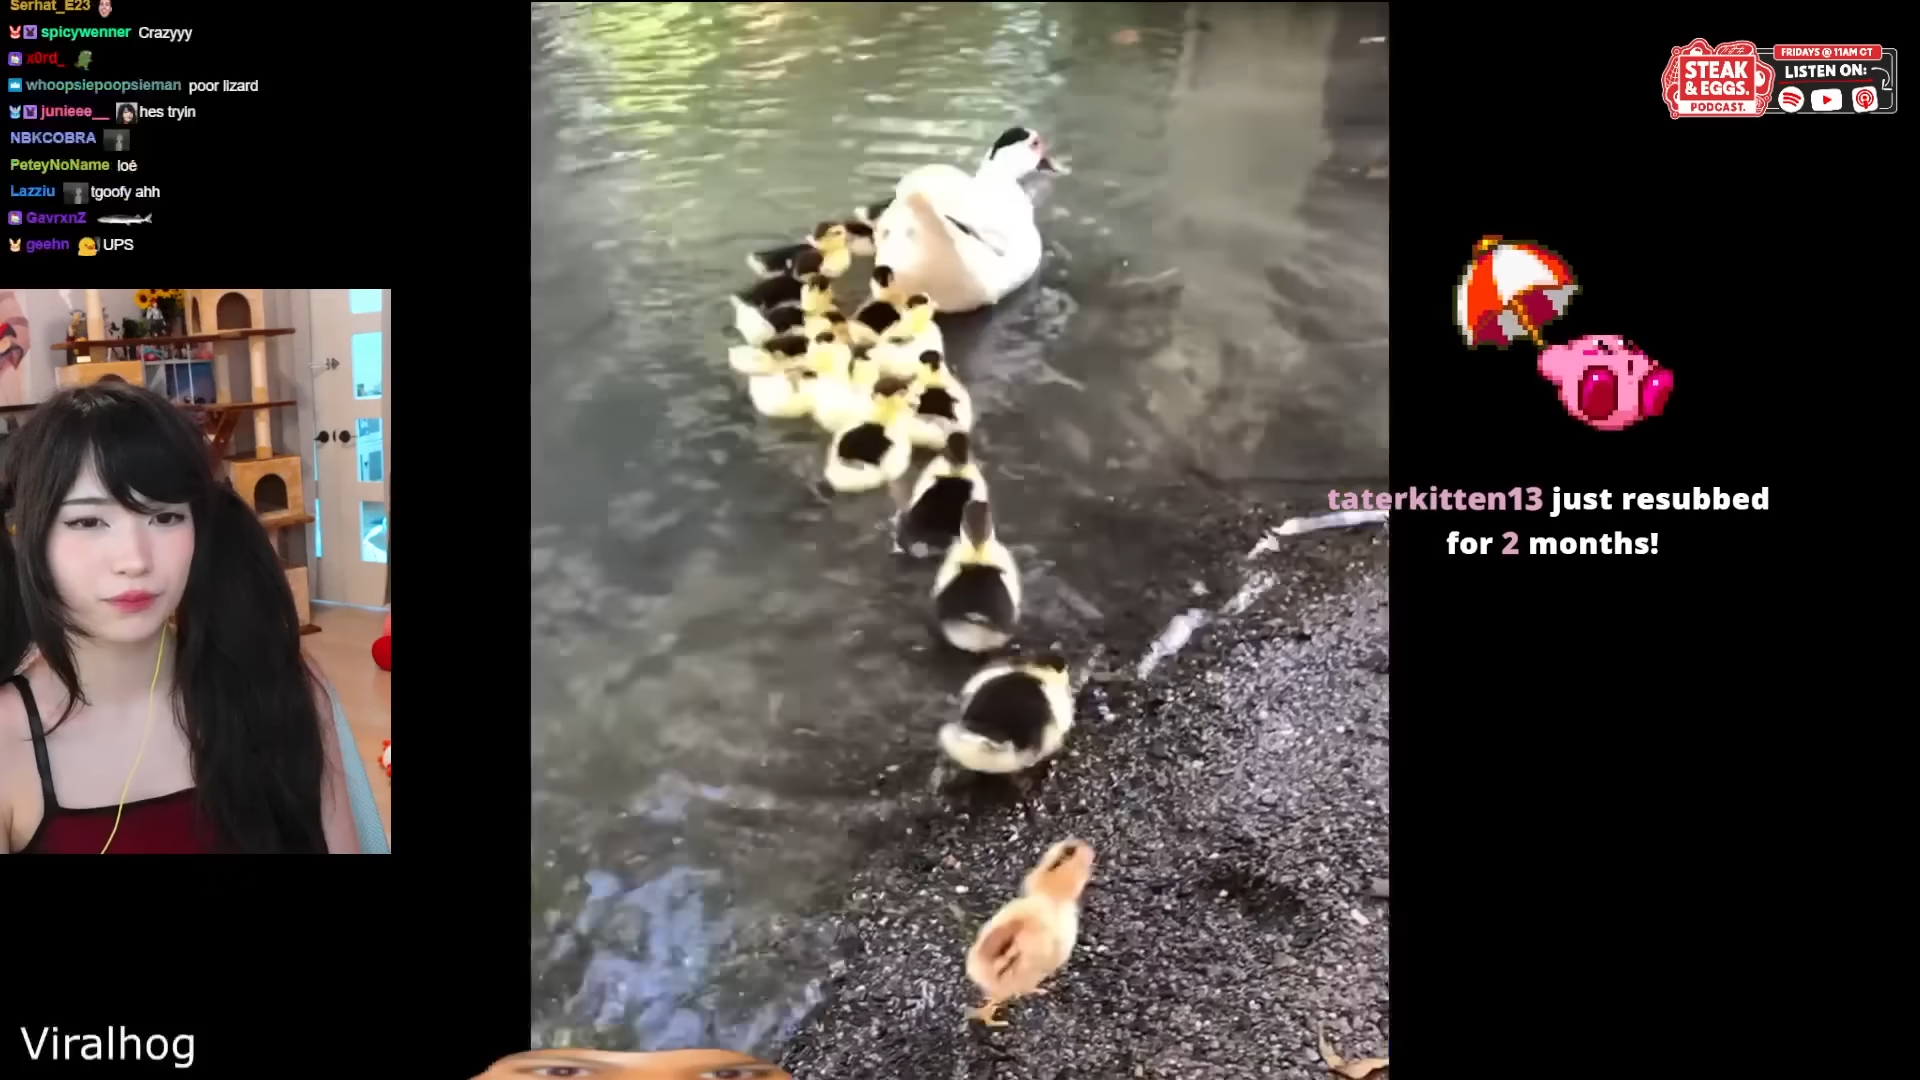 Serhat_E23
spicywenner Crazyyy
x0rd_
whoopsiepoopsieman poor lizard
junieee__ hes tryin
NBKCOBRA
PeteyNoName loé
Lazziu tgoofy ahh
GavrxnZ
geehn UPS
FRIDAYS @ 11AM CT
STEAK
& EGGS.
PODCAST.
LISTEN ON:
taterkitten13 just resubbed
for 2 months!
Viralhog